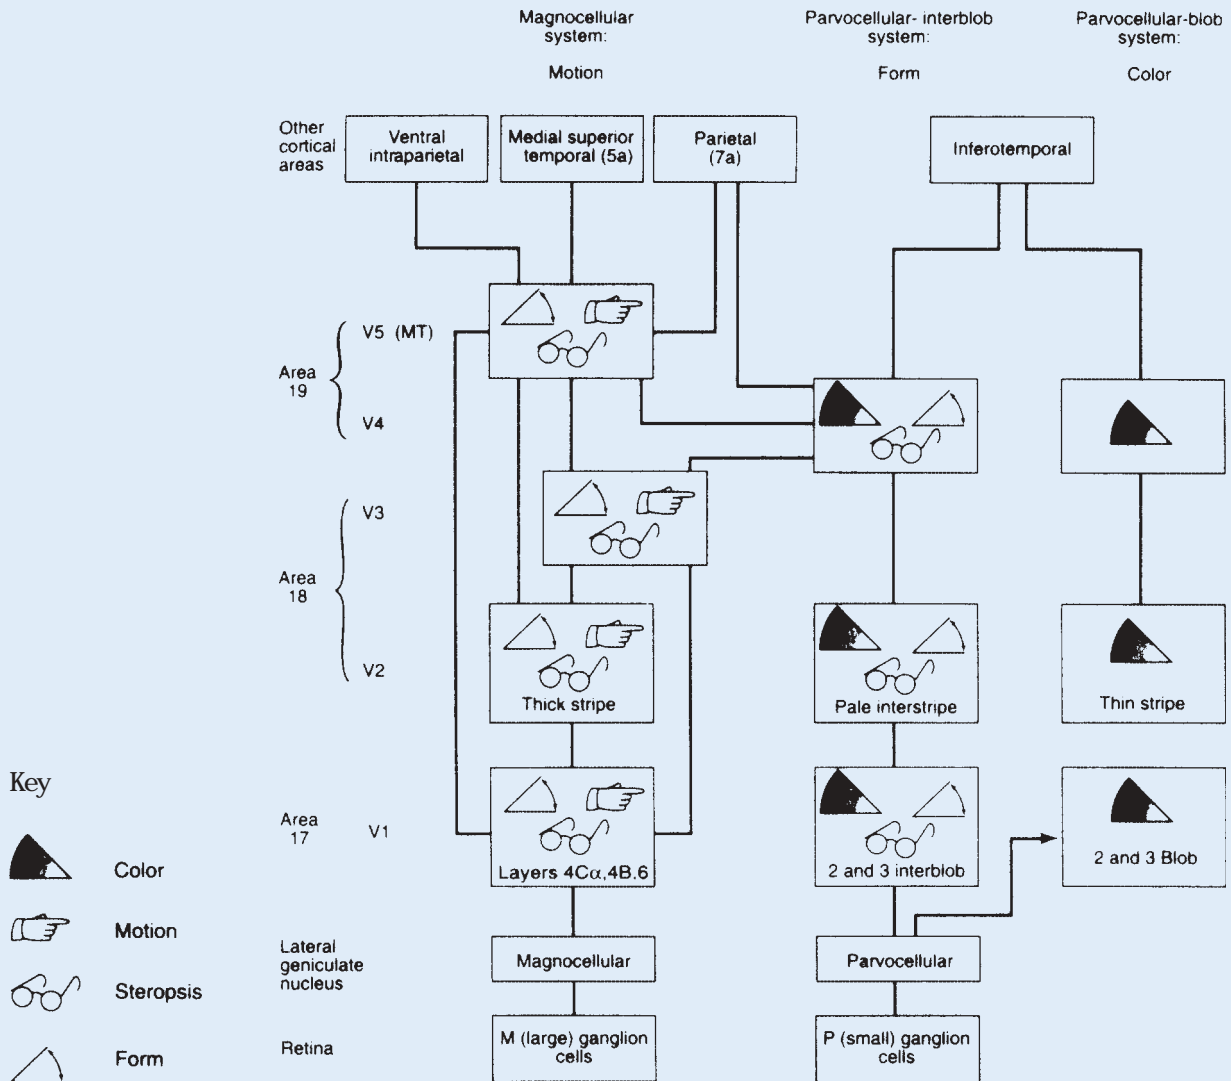 Magnocellular
system:
Motion
Parvocellular- interblob
system:
Form
Parvocellular-blob
system:
Color
Other
cortical
areas
Ventral
intraparietal
Medial superior
temporal (5a)
Parietal
(7a)
Inferotemporal
Area
19
V5 (MT)
V4
Area
18
V3
V2
Thick stripe
Pale interstripe
Thin stripe
Area
17
V1
Layers 4Cα,4B.6
2 and 3 interblob
2 and 3 Blob
Lateral
geniculate
nucleus
Magnocellular
Parvocellular
Retina
M (large) ganglion
cells
P (small) ganglion
cells
Key
Color
Motion
Steropsis
Form